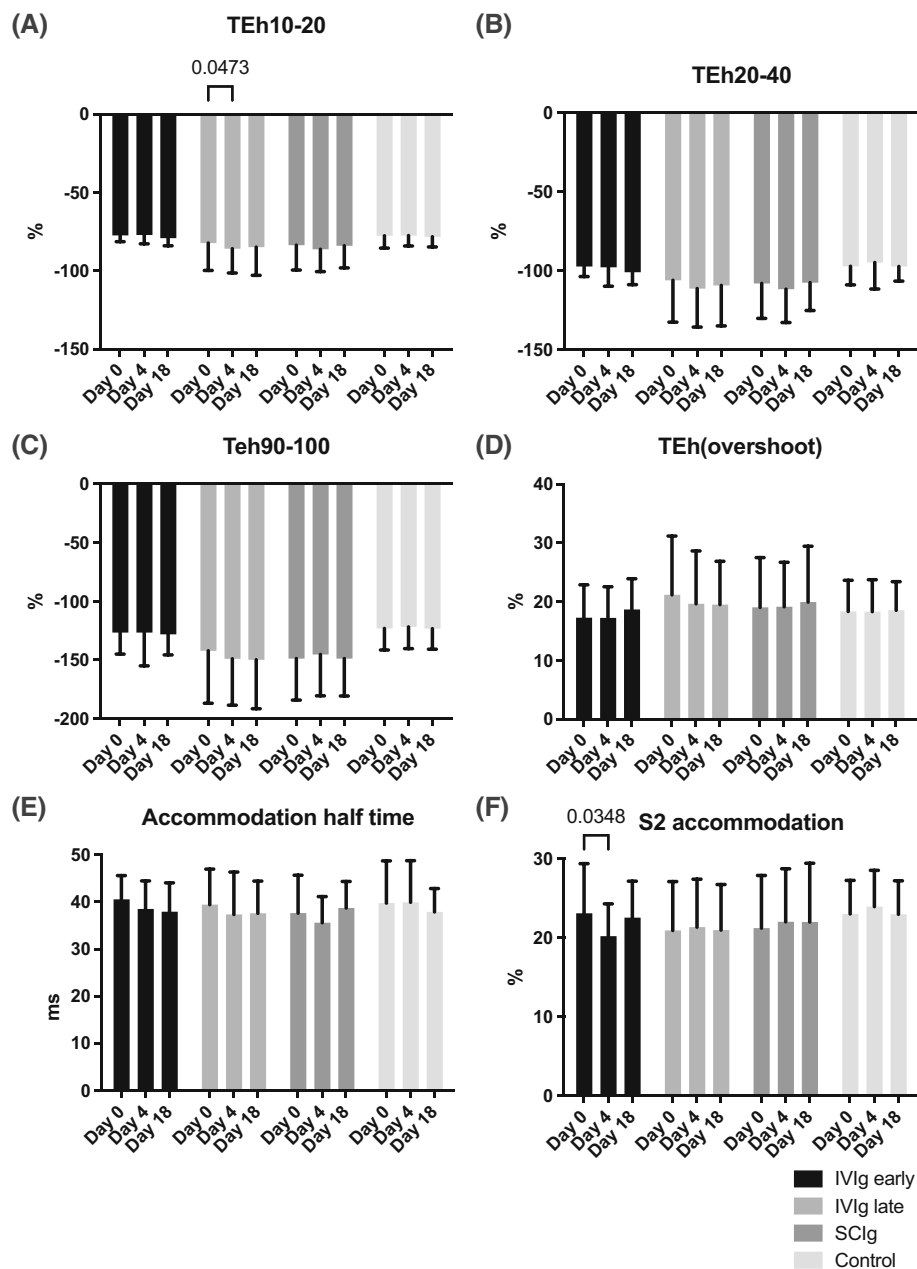 (A) TEh10-20
0.0473
0
-50
-100
-150
%
Day 0 Day 4 Day 18 Day 0 Day 4 Day 18 Day 0 Day 4 Day 18 Day 0 Day 4 Day 18
(B) TEh20-40
0
-50
-100
-150
%
Day 0 Day 4 Day 18 Day 0 Day 4 Day 18 Day 0 Day 4 Day 18 Day 0 Day 4 Day 18
(C) Teh90-100
0
-50
-100
-150
-200
%
Day 0 Day 4 Day 18 Day 0 Day 4 Day 18 Day 0 Day 4 Day 18 Day 0 Day 4 Day 18
(D) TEh(overshoot)
40
30
20
10
0
%
Day 0 Day 4 Day 18 Day 0 Day 4 Day 18 Day 0 Day 4 Day 18 Day 0 Day 4 Day 18
(E) Accommodation half time
50
40
30
20
10
0
ms
Day 0 Day 4 Day 18 Day 0 Day 4 Day 18 Day 0 Day 4 Day 18 Day 0 Day 4 Day 18
(F) S2 accommodation
0.0348
30
20
10
0
%
Day 0 Day 4 Day 18 Day 0 Day 4 Day 18 Day 0 Day 4 Day 18 Day 0 Day 4 Day 18
IVIg early
IVIg late
SCIg
Control